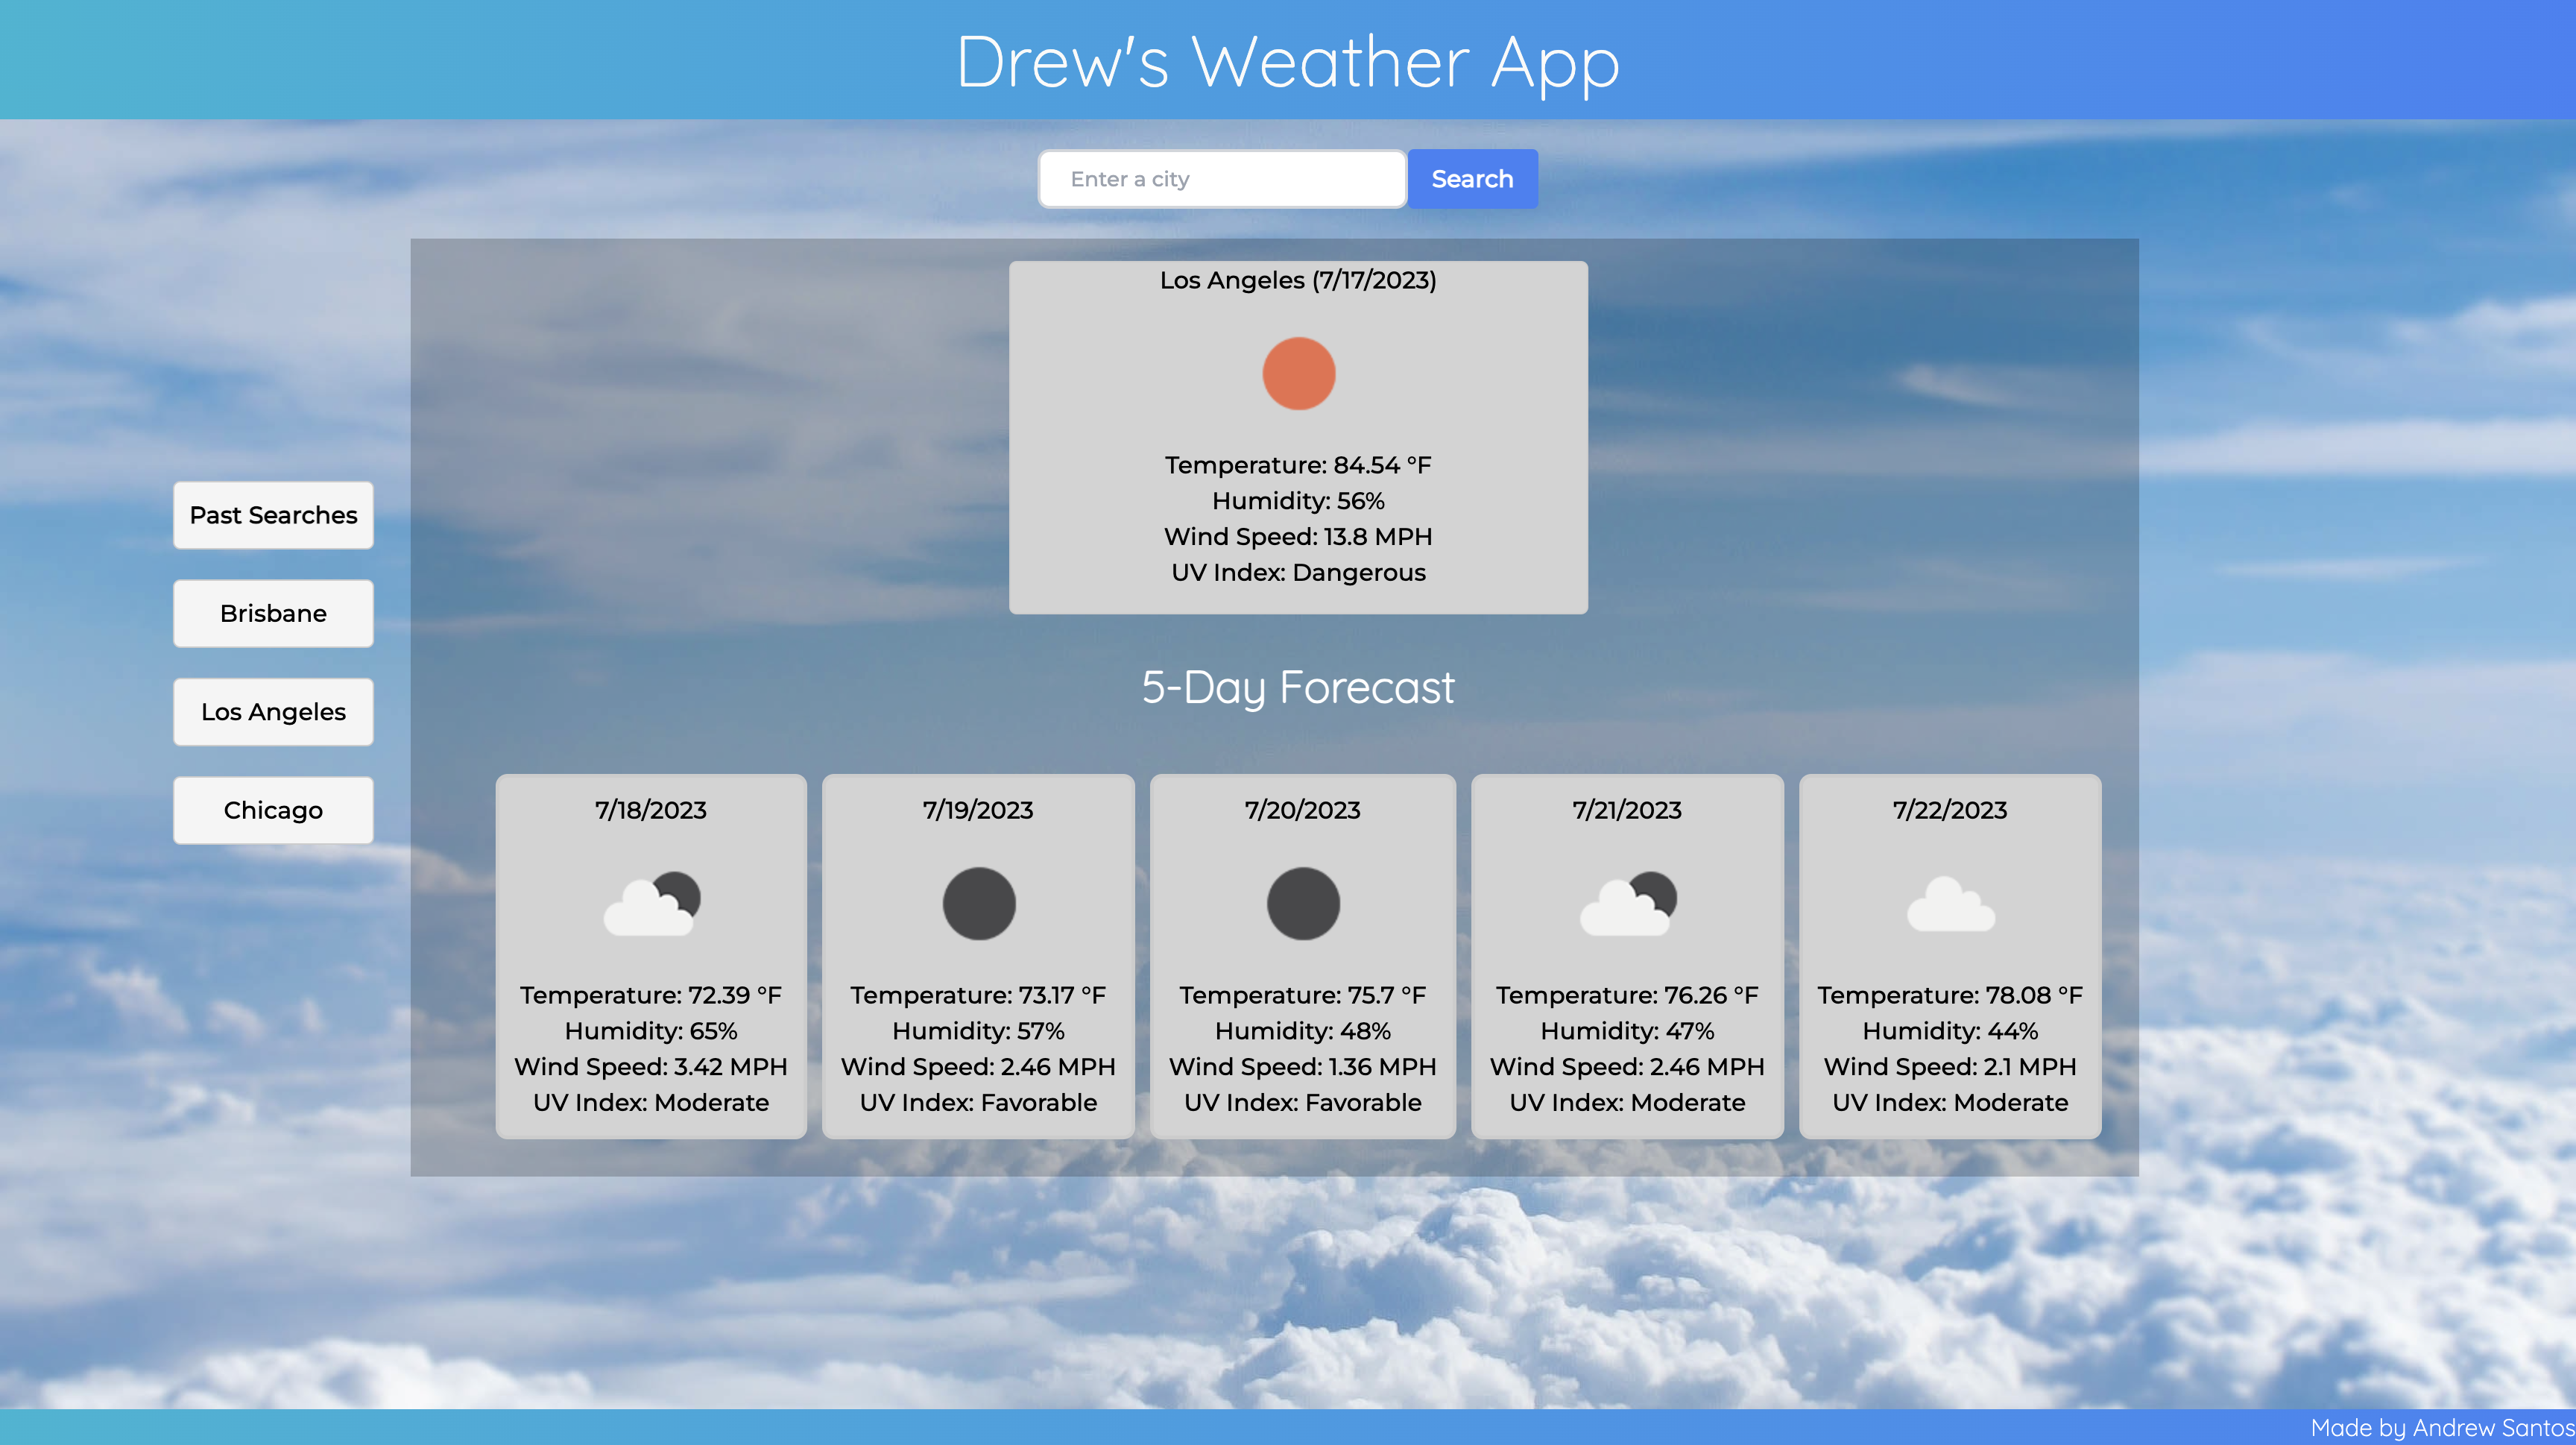 Drew's Weather App
Enter a city
Search
Los Angeles (7/17/2023)
Temperature: 84.54 °F
Humidity: 56%
Wind Speed: 13.8 MPH
UV Index: Dangerous
Past Searches
Brisbane
Los Angeles
Chicago
5-Day Forecast
7/18/2023
Temperature: 72.39 °F
Humidity: 65%
Wind Speed: 3.42 MPH
UV Index: Moderate
7/19/2023
Temperature: 73.17 °F
Humidity: 57%
Wind Speed: 2.46 MPH
UV Index: Favorable
7/20/2023
Temperature: 75.7 °F
Humidity: 48%
Wind Speed: 1.36 MPH
UV Index: Favorable
7/21/2023
Temperature: 76.26 °F
Humidity: 47%
Wind Speed: 2.46 MPH
UV Index: Moderate
7/22/2023
Temperature: 78.08 °F
Humidity: 44%
Wind Speed: 2.1 MPH
UV Index: Moderate
Made by Andrew Santos